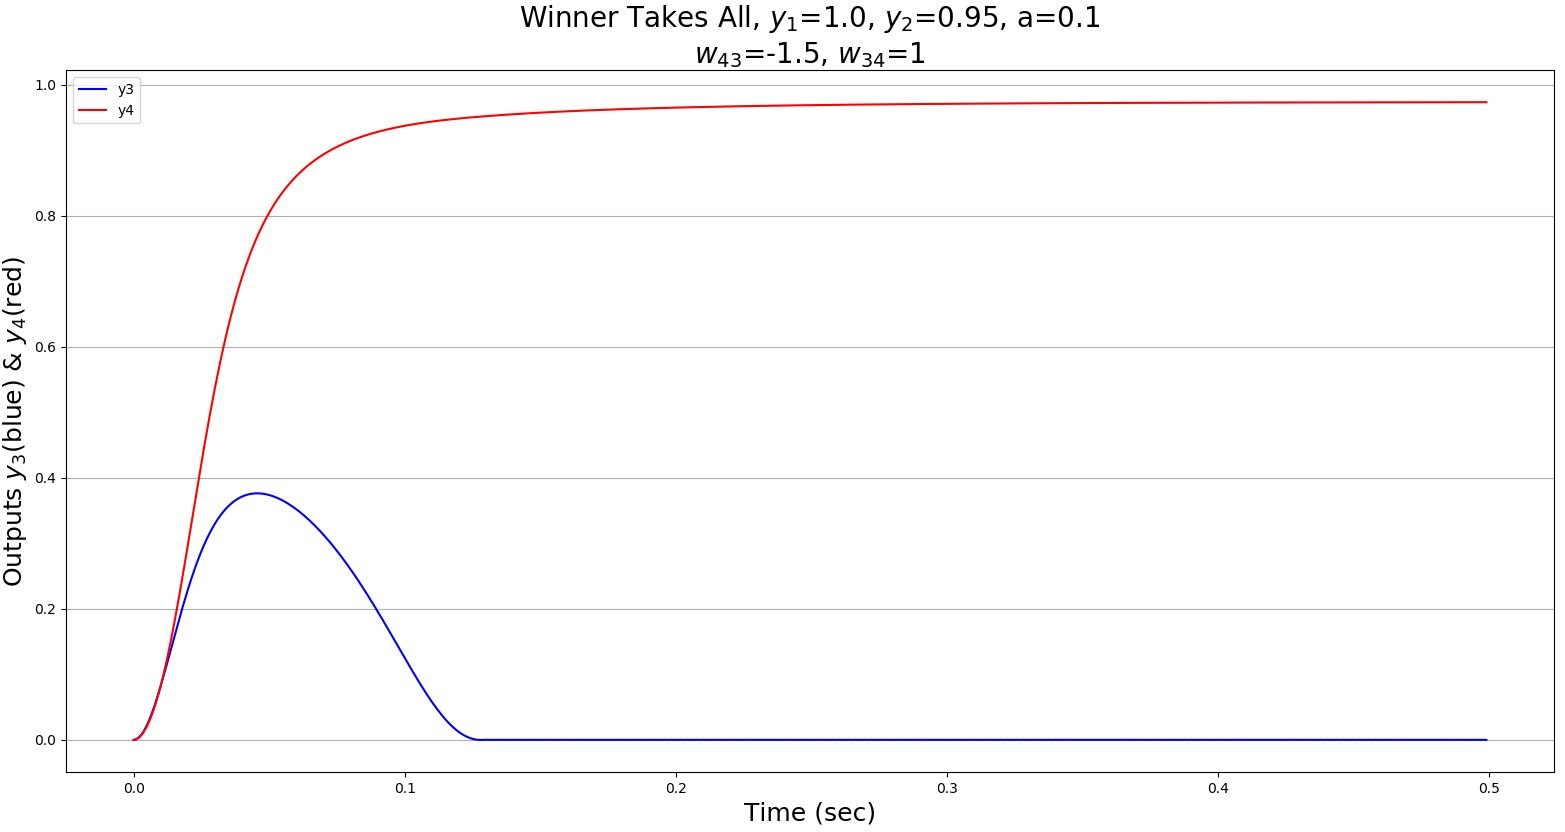 Winner Takes All, y₁=1.0, y₂=0.95, a=0.1
w₄₃=-1.5, w₃₄=1
y3
y4
1.0
0.8
0.6
0.4
0.2
0.0
Outputs y₃(blue) & y₄(red)
0.0 0.1 0.2 0.3 0.4 0.5
Time (sec)